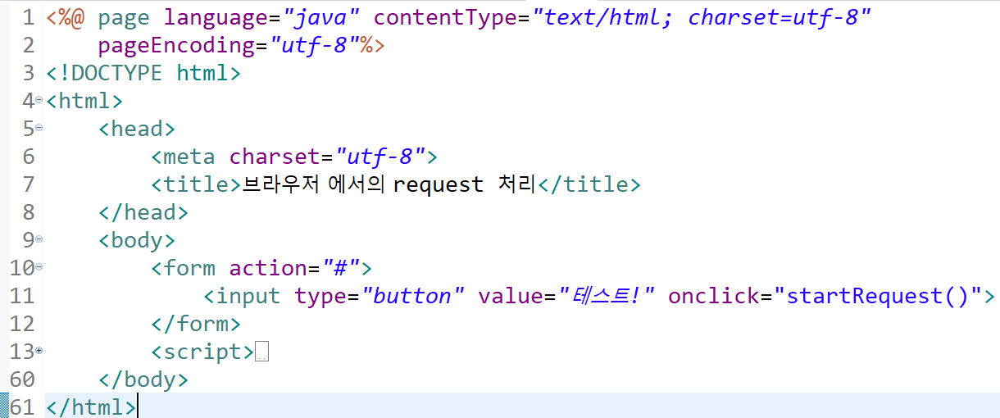 1 <%@ page language="java" contentType="text/html; charset=utf-8"
2     pageEncoding="utf-8"%>
3 <!DOCTYPE html>
4 <html>
5     <head>
6         <meta charset="utf-8">
7         <title>브라우저 에서의 request 처리</title>
8     </head>
9     <body>
10         <form action="#">
11             <input type="button" value="테스트!" onclick="startRequest()">
12         </form>
13         <script>
60     </body>
61 </html>